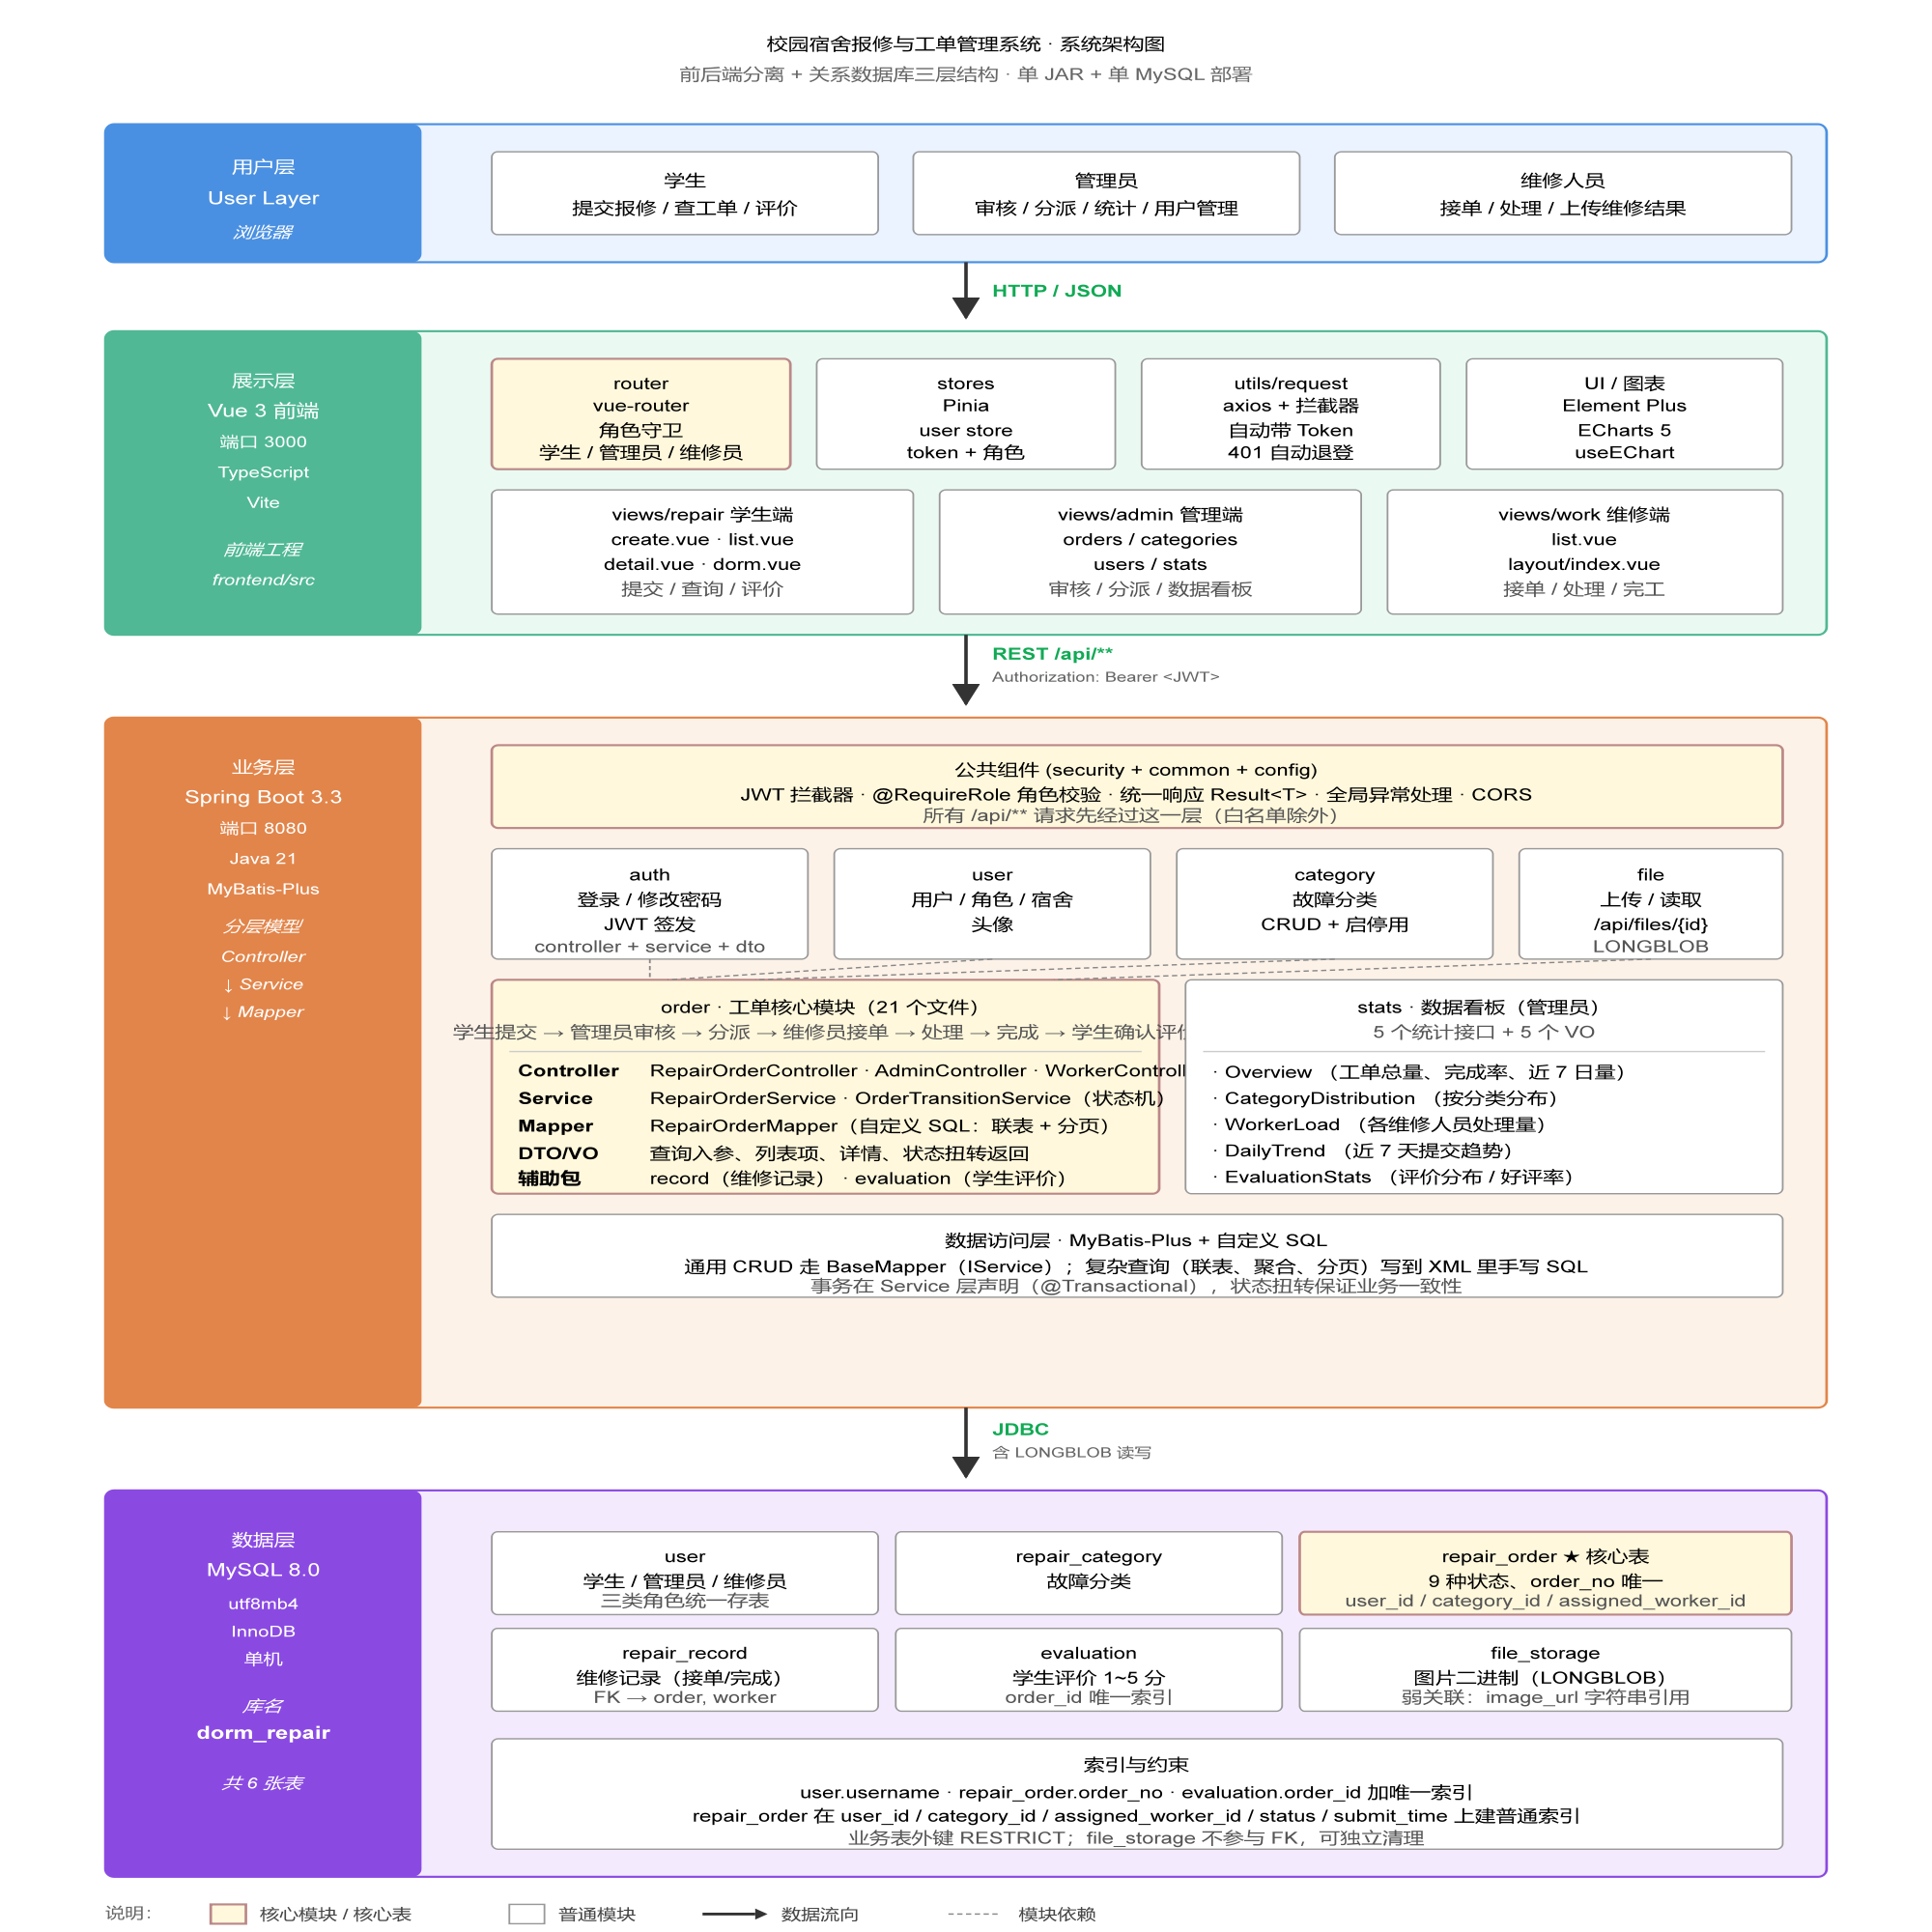 校园宿舍报修与工单管理系统 · 系统架构图
前后端分离 + 关系数据库三层结构 · 单 JAR + 单 MySQL 部署
用户层
User Layer
浏览器
学生
提交报修 / 查工单 / 评价
管理员
审核 / 分派 / 统计 / 用户管理
维修人员
接单 / 处理 / 上传维修结果
HTTP / JSON
展示层
Vue 3 前端
端口 3000
TypeScript
Vite
前端工程
frontend/src
router
vue-router
角色守卫
学生 / 管理员 / 维修员
stores
Pinia
user store
token + 角色
utils/request
axios + 拦截器
自动带 Token
401 自动退登
UI / 图表
Element Plus
ECharts 5
useEChart
views/repair 学生端
create.vue · list.vue
detail.vue · dorm.vue
提交 / 查询 / 评价
views/admin 管理端
orders / categories
users / stats
审核 / 分派 / 数据看板
views/work 维修端
list.vue
layout/index.vue
接单 / 处理 / 完工
REST /api/**
Authorization: Bearer <JWT>
业务层
Spring Boot 3.3
端口 8080
Java 21
MyBatis-Plus
分层模型
Controller
↓ Service
↓ Mapper
公共组件 (security + common + config)
JWT 拦截器 · @RequireRole 角色校验 · 统一响应 Result<T> · 全局异常处理 · CORS
所有 /api/** 请求先经过这一层（白名单除外）
auth
登录 / 修改密码
JWT 签发
controller + service + dto
user
用户 / 角色 / 宿舍
头像
category
故障分类
CRUD + 启停用
file
上传 / 读取
/api/files/{id}
LONGBLOB
order · 工单核心模块（21 个文件）
学生提交 → 管理员审核 → 分派 → 维修员接单 → 处理 → 完成 → 学生确认评
Controller RepairOrderController · AdminController · WorkerControll
Service RepairOrderService · OrderTransitionService（状态机）
Mapper RepairOrderMapper（自定义 SQL：联表 + 分页）
DTO/VO 查询入参、列表项、详情、状态扭转返回
辅助包 record（维修记录） · evaluation（学生评价）
stats · 数据看板（管理员）
5 个统计接口 + 5 个 VO
· Overview （工单总量、完成率、近 7 日量）
· CategoryDistribution （按分类分布）
· WorkerLoad （各维修人员处理量）
· DailyTrend （近 7 天提交趋势）
· EvaluationStats （评价分布 / 好评率）
数据访问层 · MyBatis-Plus + 自定义 SQL
通用 CRUD 走 BaseMapper（IService）；复杂查询（联表、聚合、分页）写到 XML 里手写 SQL
事务在 Service 层声明（@Transactional），状态扭转保证业务一致性
JDBC
含 LONGBLOB 读写
数据层
MySQL 8.0
utf8mb4
InnoDB
单机
库名
dorm_repair
共 6 张表
user
学生 / 管理员 / 维修员
三类角色统一存表
repair_category
故障分类
repair_order ★ 核心表
9 种状态、order_no 唯一
user_id / category_id / assigned_worker_id
repair_record
维修记录（接单/完成）
FK → order, worker
evaluation
学生评价 1~5 分
order_id 唯一索引
file_storage
图片二进制（LONGBLOB）
弱关联：image_url 字符串引用
索引与约束
user.username · repair_order.order_no · evaluation.order_id 加唯一索引
repair_order 在 user_id / category_id / assigned_worker_id / status / submit_time 上建普通索引
业务表外键 RESTRICT；file_storage 不参与 FK，可独立清理
说明：
核心模块 / 核心表
普通模块
数据流向
模块依赖